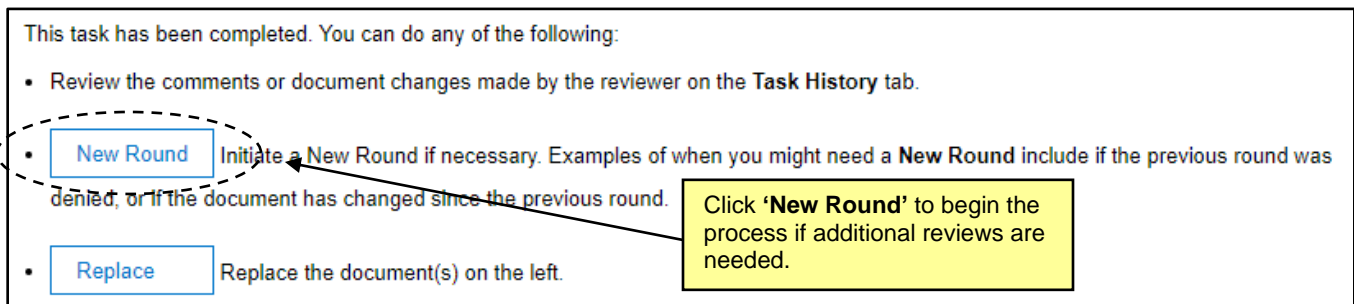 This task has been completed. You can do any of the following:
• Review the comments or document changes made by the reviewer on the Task History tab.
• New Round Initiate a New Round if necessary. Examples of when you might need a New Round include if the previous round was
denied, or if the document has changed since the previous round.
Click ‘New Round’ to begin the
process if additional reviews are
needed.
• Replace Replace the document(s) on the left.